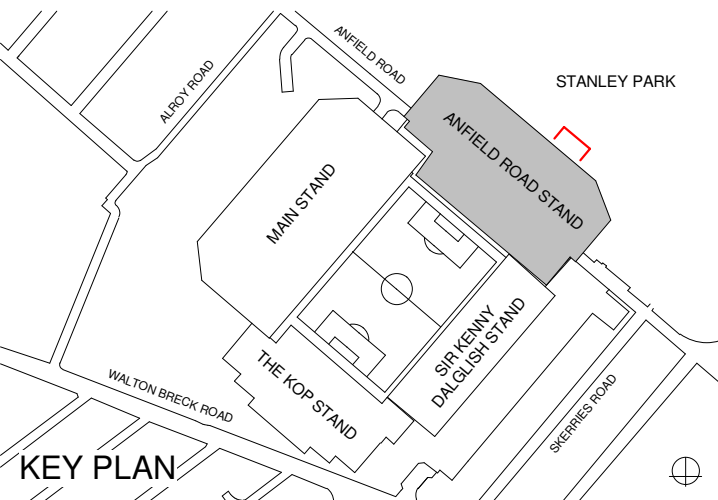 ANFIELD ROAD
STANLEY PARK
ALROY ROAD
ANFIELD ROAD STAND
MAIN STAND
SIR KENNY
DALGLISH STAND
THE KOP STAND
WALTON BRECK ROAD
SKERRIES ROAD
KEY PLAN